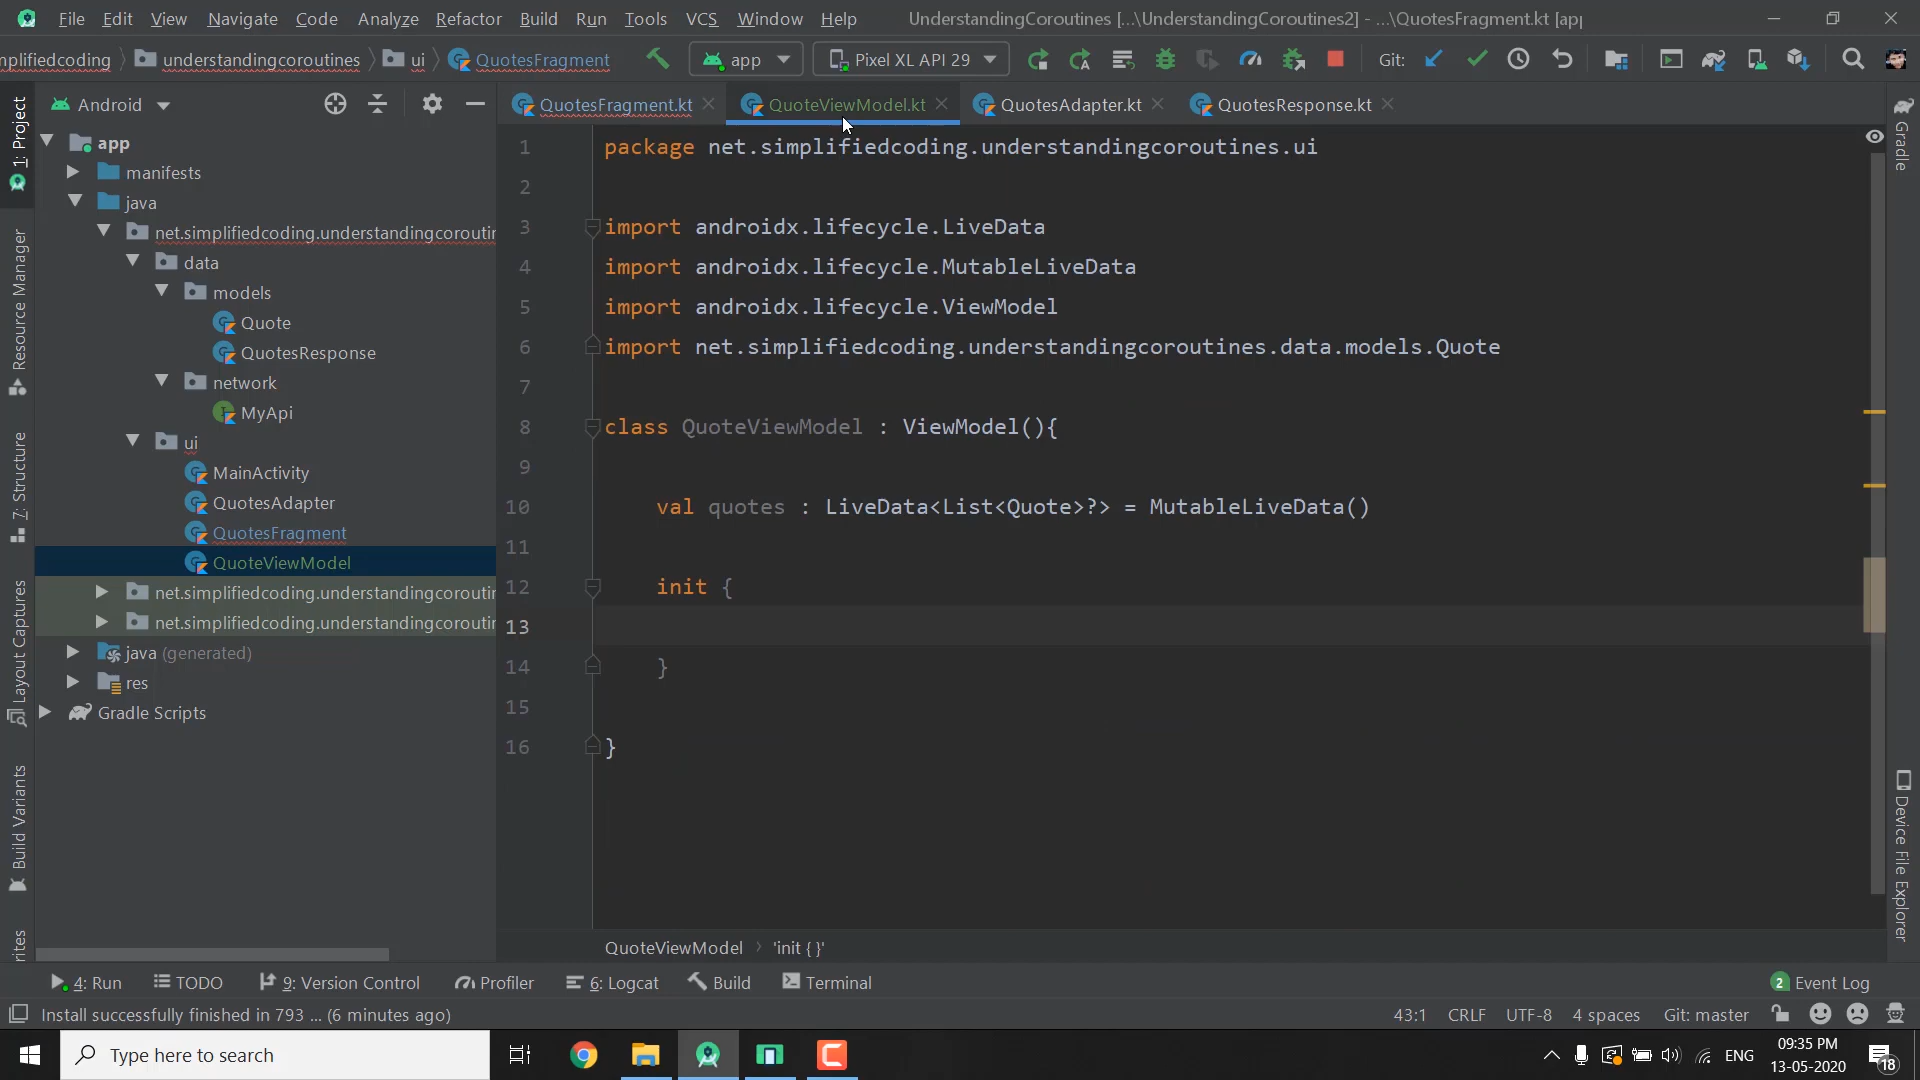 File Edit View Navigate Code Analyze Refactor Build Run Tools VCS Window Help UnderstandingCoroutines [...\UnderstandingCoroutines2] - ...\QuotesFragment.kt [app
mplifiedcoding understandingcoroutines ui QuotesFragment app Pixel XL API 29 Git:
Android QuotesFragment.kt QuoteViewModel.kt QuotesAdapter.kt QuotesResponse.kt
1: Project
Resource Manager
Z: Structure
Layout Captures
Build Variants
rites
app
manifests
java
net.simplifiedcoding.understandingcoroutin
data
models
Quote
QuotesResponse
network
MyApi
ui
MainActivity
QuotesAdapter
QuotesFragment
QuoteViewModel
net.simplifiedcoding.understandingcoroutin
net.simplifiedcoding.understandingcoroutin
java (generated)
res
Gradle Scripts
1 package net.simplifiedcoding.understandingcoroutines.ui
2
3 import androidx.lifecycle.LiveData
4 import androidx.lifecycle.MutableLiveData
5 import androidx.lifecycle.ViewModel
6 import net.simplifiedcoding.understandingcoroutines.data.models.Quote
7
8 class QuoteViewModel : ViewModel(){
9
10 val quotes : LiveData<List<Quote>?> = MutableLiveData()
11
12 init {
13
14 }
15
16 }
Gradle
Device File Explorer
QuoteViewModel › 'init { }'
4: Run TODO 9: Version Control Profiler 6: Logcat Build Terminal 2 Event Log
Install successfully finished in 793 ... (6 minutes ago) 43:1 CRLF UTF-8 4 spaces Git: master
Type here to search ENG 09:35 PM
13-05-2020 18